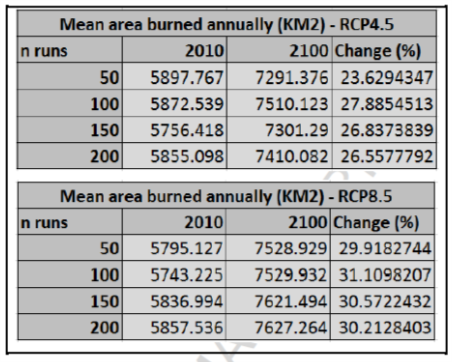 Mean area burned annually (KM2) - RCP4.5
n runs 2010 2100 Change (%)
50 5897.767 7291.376 23.6294347
100 5872.539 7510.123 27.8854513
150 5756.418 7301.29 26.8373839
200 5855.098 7410.082 26.5577792
Mean area burned annually (KM2) - RCP8.5
n runs 2010 2100 Change (%)
50 5795.127 7528.929 29.9182744
100 5743.225 7529.932 31.1098207
150 5836.994 7621.494 30.5722432
200 5857.536 7627.264 30.2128403